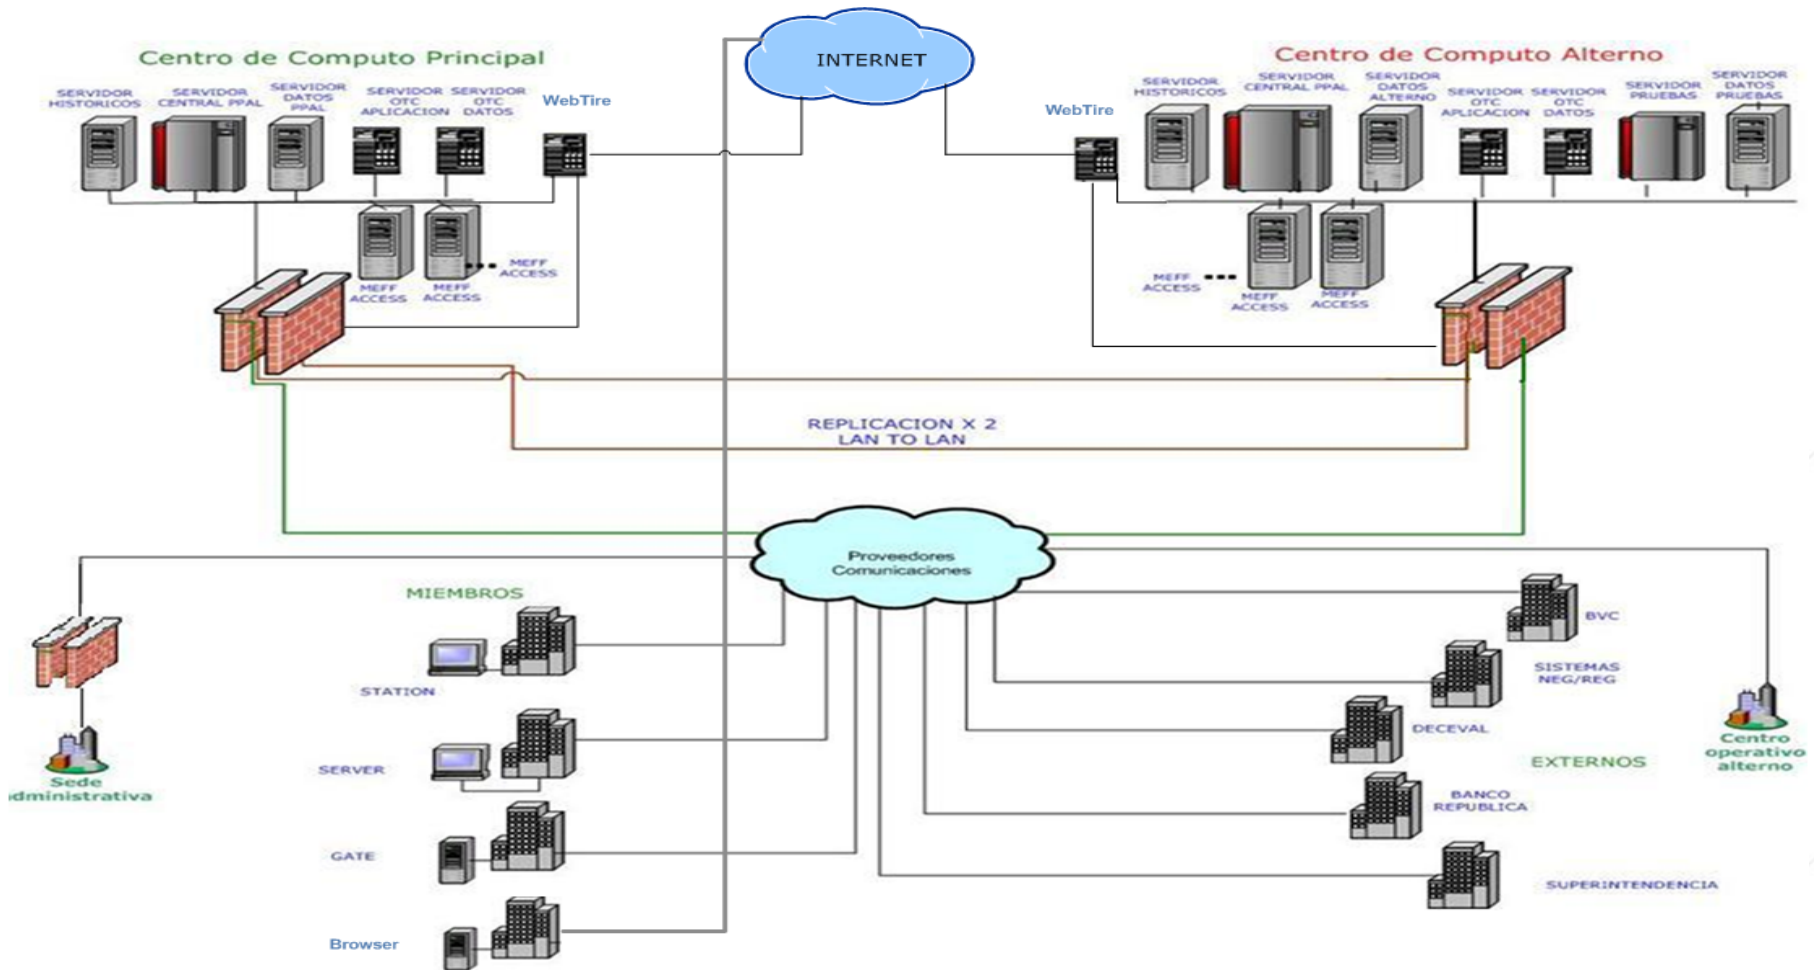 INTERNET
Centro de Computo Principal
SERVIDOR
HISTORICOS
SERVIDOR
CENTRAL PPAL
SERVIDOR
DATOS
PPAL
SERVIDOR
OTC
APLICACION
SERVIDOR
OTC
DATOS
WebTire
MEFF
ACCESS
MEFF
ACCESS
MEFF
ACCESS
Centro de Computo Alterno
WebTire
SERVIDOR
HISTORICOS
SERVIDOR
CENTRAL PPAL
SERVIDOR
DATOS
ALTERNO
SERVIDOR
OTC
APLICACION
SERVIDOR
OTC
DATOS
SERVIDOR
PRUEBAS
SERVIDOR
DATOS
PRUEBAS
MEFF
ACCESS
MEFF
ACCESS
MEFF
ACCESS
REPLICACION X 2
LAN TO LAN
Proveedores
Comunicaciones
MIEMBROS
STATION
SERVER
GATE
Browser
Sede
dministrativa
BVC
SISTEMAS
NEG/REG
DECEVAL
EXTERNOS
BANCO
REPUBLICA
SUPERINTENDENCIA
Centro
operativo
alterno